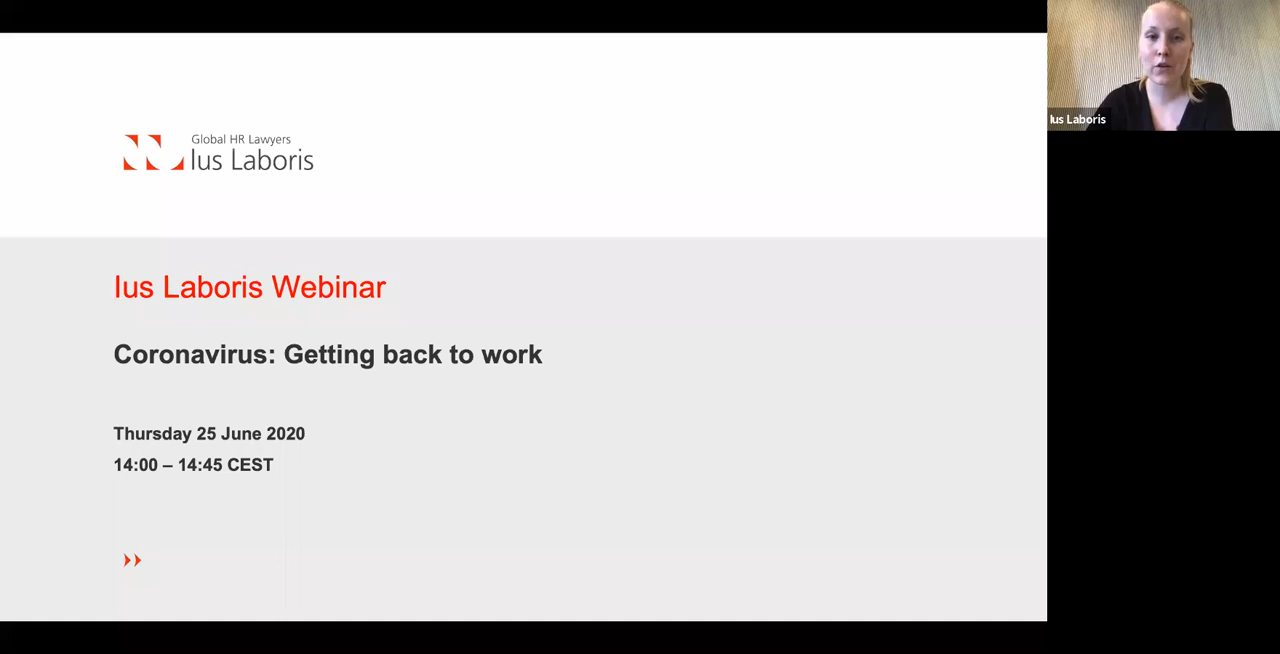 Global HR Lawyers
Ius Laboris
Ius Laboris Webinar
Coronavirus: Getting back to work
Thursday 25 June 2020
14:00 – 14:45 CEST
Ius Laboris